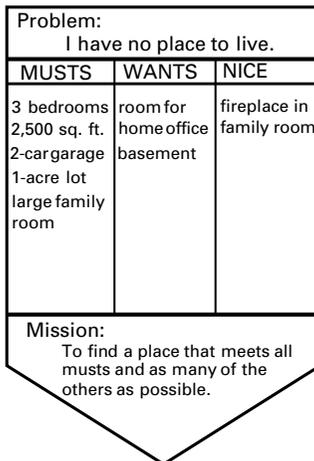 Problem:
I have no place to live.
MUSTS WANTS NICE
3 bedrooms
2,500 sq. ft.
2-car garage
1-acre lot
large family
room
room for
home office
basement
fireplace in
family room
Mission:
To find a place that meets all
musts and as many of the
others as possible.